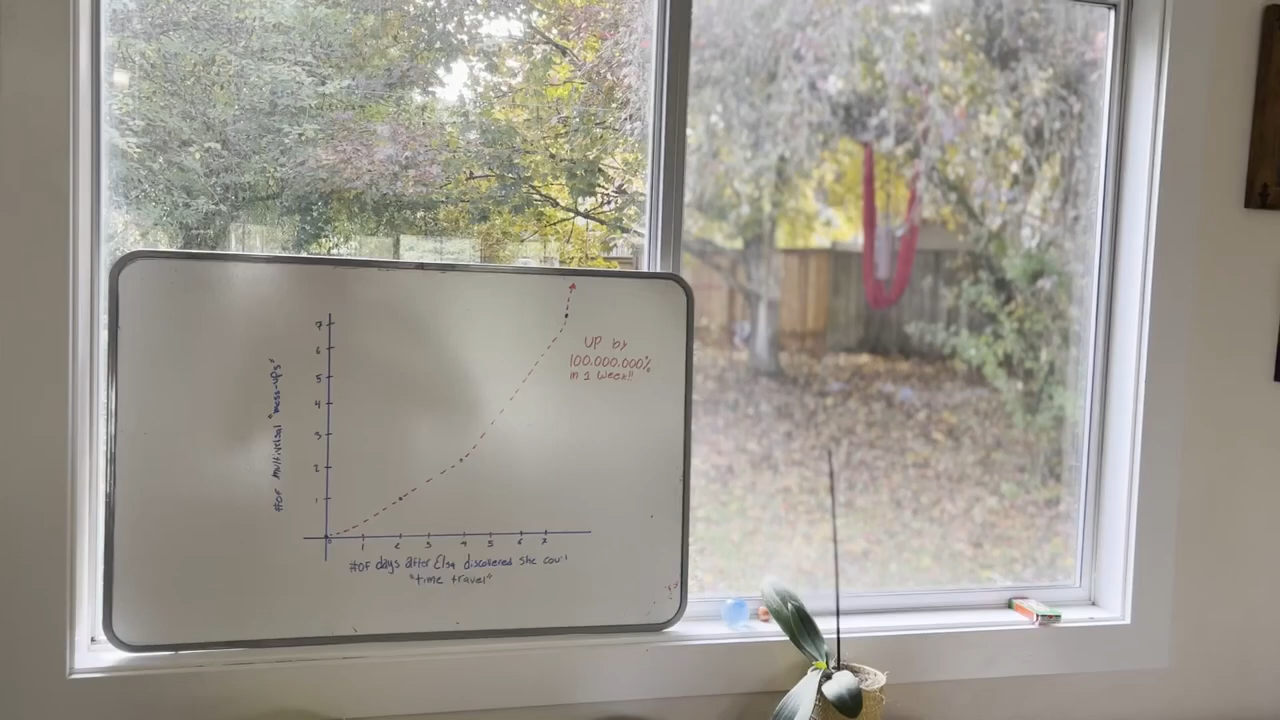 7
6
5
4
3
2
1
0
1 2 3 4 5 6 7
#OF multiversal "mess-ups"
#OF days after Elsa discovered she coul
"time travel"
UP by
100.000,000%
in 1 week!!